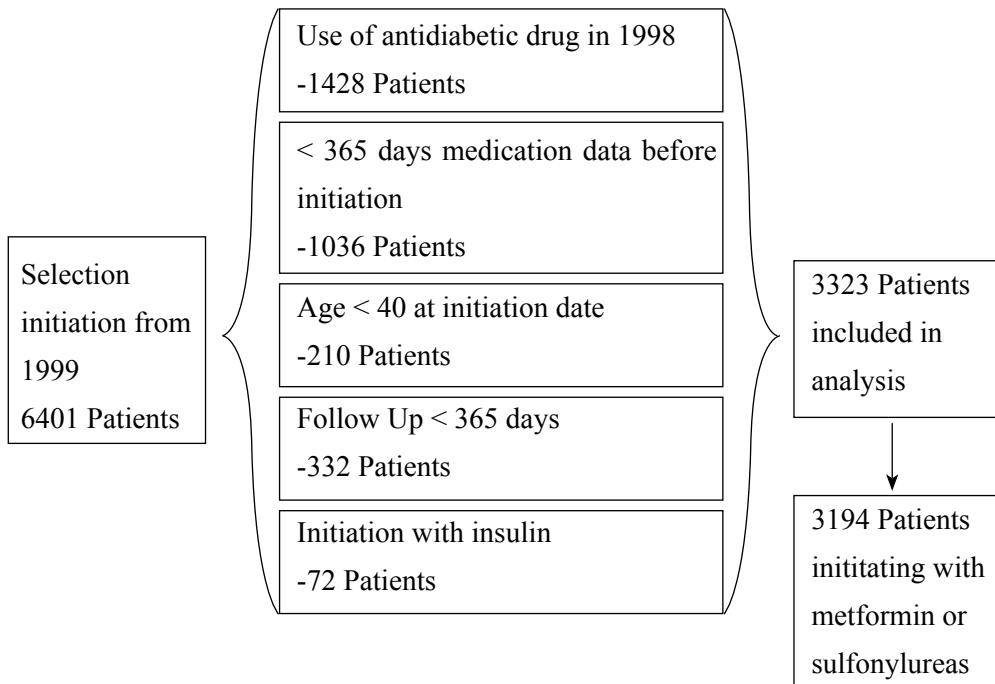 Selection
initiation from
1999
6401 Patients
Use of antidiabetic drug in 1998
-1428 Patients
< 365 days medication data before
initiation
-1036 Patients
Age < 40 at initiation date
-210 Patients
Follow Up < 365 days
-332 Patients
Initiation with insulin
-72 Patients
3323 Patients
included in
analysis
3194 Patients
inititating with
metformin or
sulfonylureas